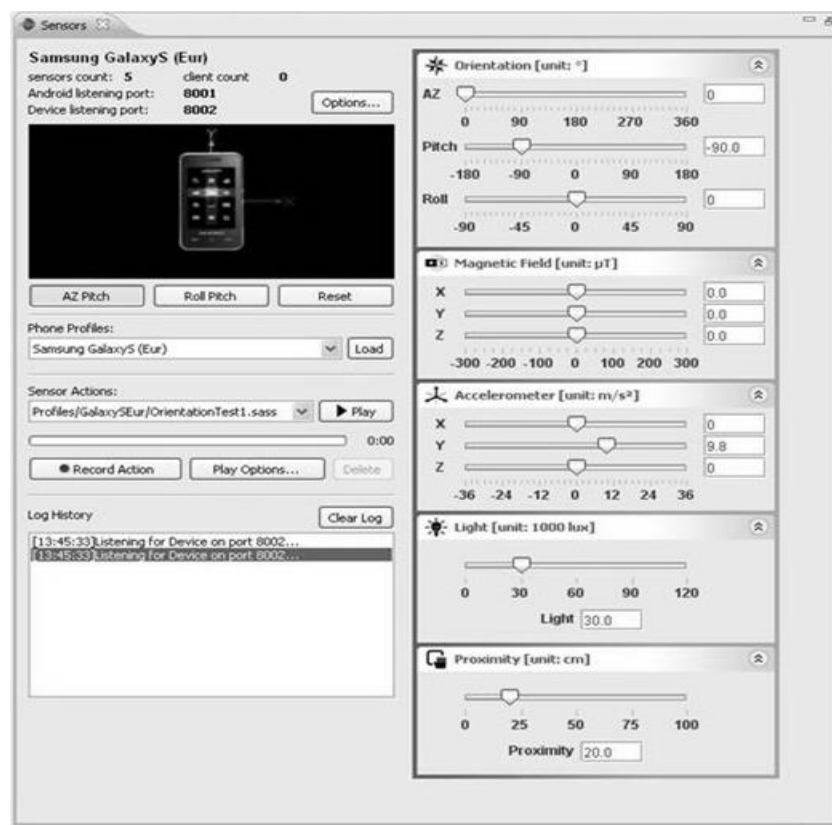 Sensors
Samsung GalaxyS (Eur)
sensors count: 5 client count 0
Android listening port: 8001
Device listening port: 8002
Options...
Y
X
AZ Pitch Roll Pitch Reset
Phone Profiles:
Samsung GalaxyS (Eur) Load
Sensor Actions:
Profiles/GalaxySEur/OrientationTest1.sass Play
0:00
Record Action Play Options... Delete
Log History Clear Log
[13:45:33]Listening for Device on port 8002...
[13:45:33]Listening for Device on port 8002...
Orientation [unit: °]
AZ 0
0 90 180 270 360
Pitch -90.0
-180 -90 0 90 180
Roll 0
-90 -45 0 45 90
Magnetic Field [unit: μT]
X 0.0
Y 0.0
Z 0.0
-300 -200 -100 0 100 200 300
Accelerometer [unit: m/s²]
X 0
Y 9.8
Z 0
-36 -24 -12 0 12 24 36
Light [unit: 1000 lux]
0 30 60 90 120
Light 30.0
Proximity [unit: cm]
0 25 50 75 100
Proximity 20.0